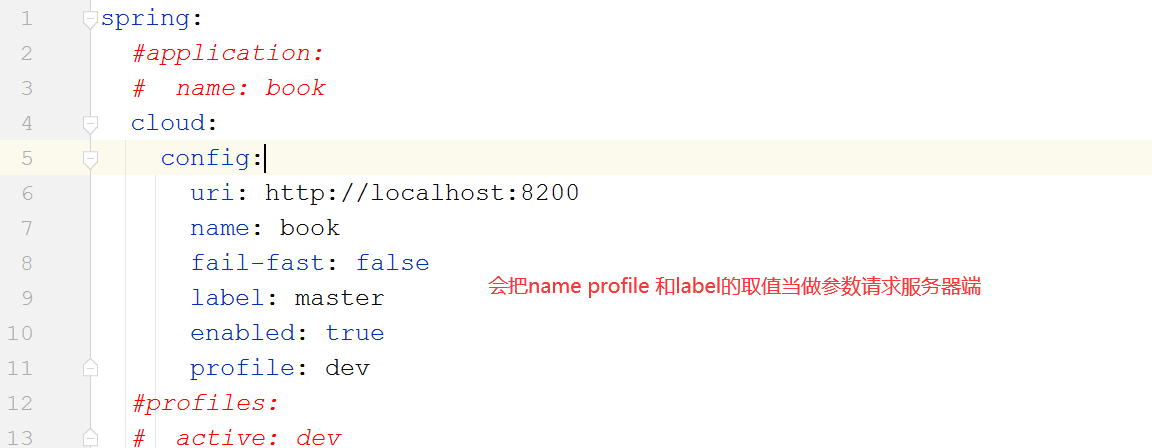 1 spring:
2 #application:
3 #  name: book
4 cloud:
5 config:
6 uri: http://localhost:8200
7 name: book
8 fail-fast: false
会把name profile 和label的取值当做参数请求服务器端
9 label: master
10 enabled: true
11 profile: dev
12 #profiles:
13 #  active: dev